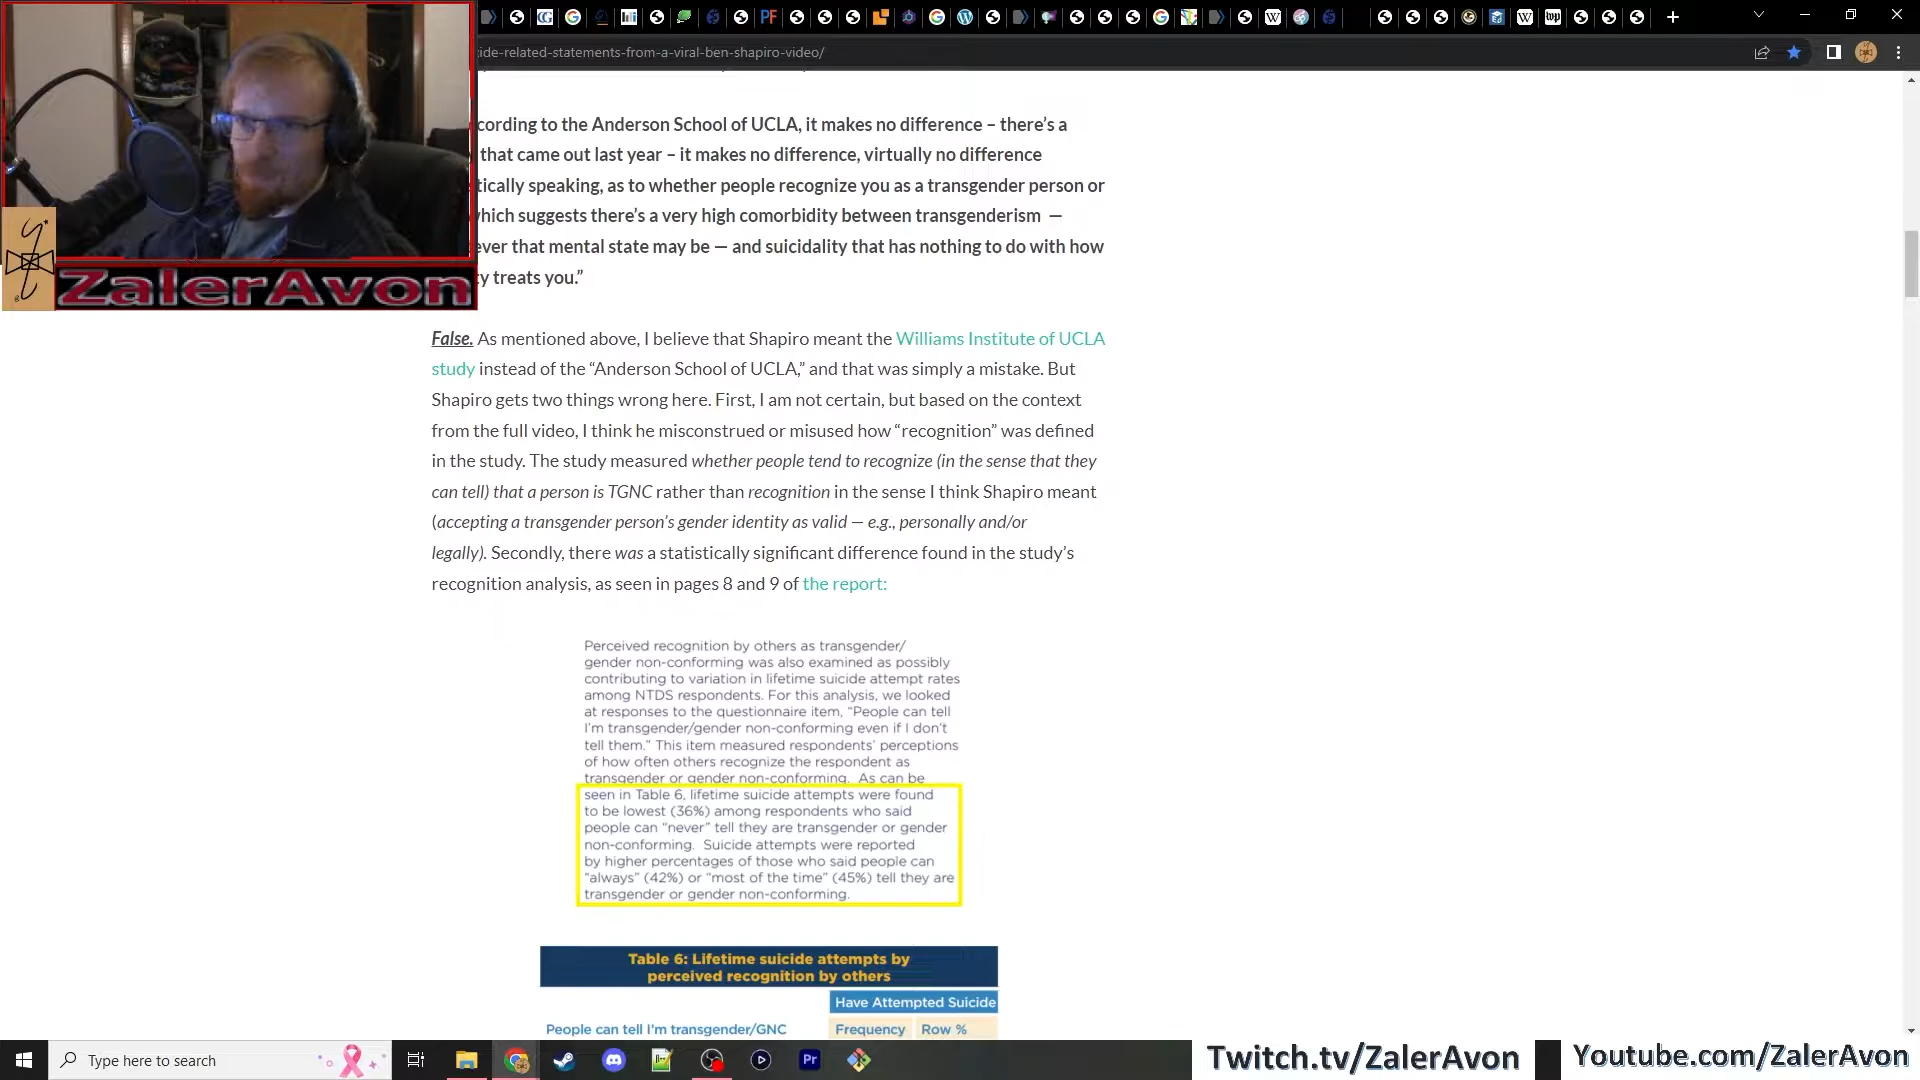 ide-related-statements-from-a-viral-ben-shapiro-video/
cording to the Anderson School of UCLA, it makes no difference – there’s a
that came out last year – it makes no difference, virtually no difference
tically speaking, as to whether people recognize you as a transgender person or
which suggests there’s a very high comorbidity between transgenderism —
ever that mental state may be — and suicidality that has nothing to do with how
ty treats you.”
ZalerAvon
False. As mentioned above, I believe that Shapiro meant the Williams Institute of UCLA
study instead of the “Anderson School of UCLA,” and that was simply a mistake. But
Shapiro gets two things wrong here. First, I am not certain, but based on the context
from the full video, I think he misconstrued or misused how “recognition” was defined
in the study. The study measured whether people tend to recognize (in the sense that they
can tell) that a person is TGNC rather than recognition in the sense I think Shapiro meant
(accepting a transgender person’s gender identity as valid — e.g., personally and/or
legally). Secondly, there was a statistically significant difference found in the study’s
recognition analysis, as seen in pages 8 and 9 of the report:
Perceived recognition by others as transgender/
gender non-conforming was also examined as possibly
contributing to variation in lifetime suicide attempt rates
among NTDS respondents. For this analysis, we looked
at responses to the questionnaire item, “People can tell
I’m transgender/gender non-conforming even if I don’t
tell them.” This item measured respondents’ perceptions
of how often others recognize the respondent as
transgender or gender non-conforming. As can be
seen in Table 6, lifetime suicide attempts were found
to be lowest (36%) among respondents who said
people can “never” tell they are transgender or gender
non-conforming. Suicide attempts were reported
by higher percentages of those who said people can
“always” (42%) or “most of the time” (45%) tell they are
transgender or gender non-conforming.
Table 6: Lifetime suicide attempts by
perceived recognition by others
Have Attempted Suicide
People can tell I’m transgender/GNC Frequency Row %
Type here to search
Twitch.tv/ZalerAvon
Youtube.com/ZalerAvon